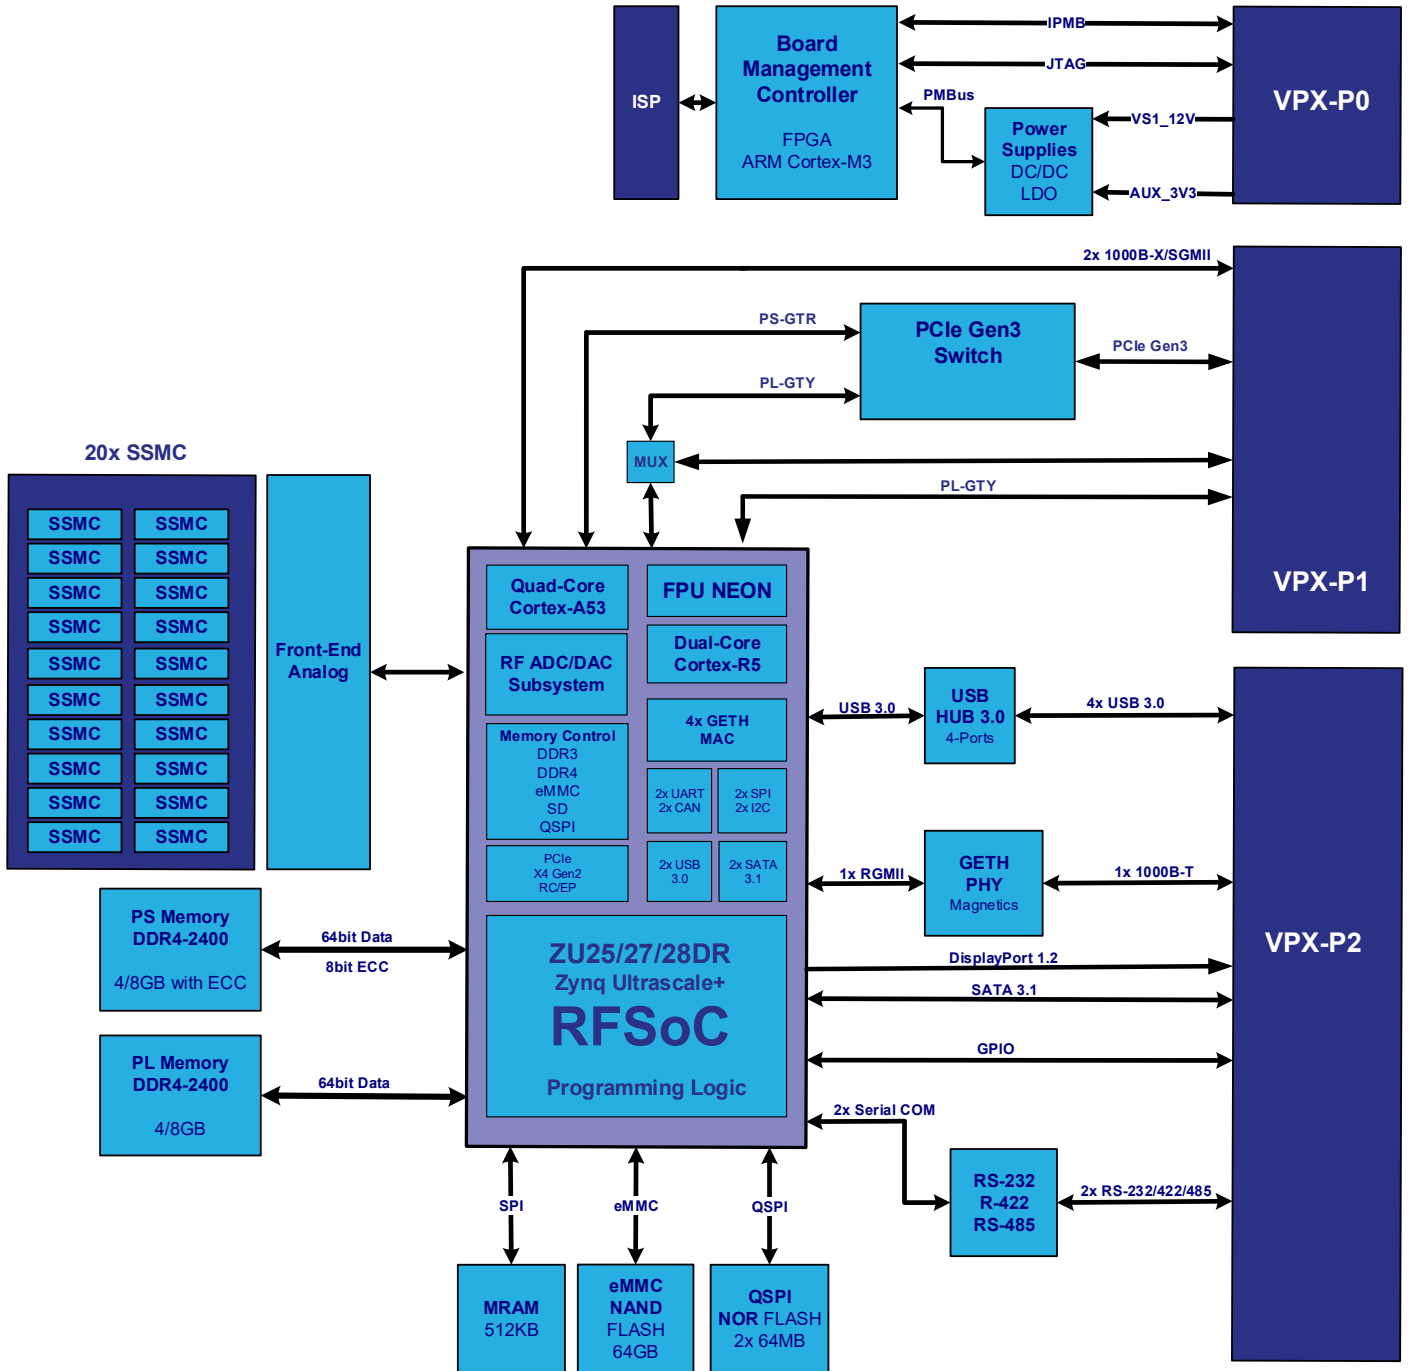 ISP
Board
Management
Controller
FPGA
ARM Cortex-M3
IPMB
JTAG
PMBus
Power
Supplies
DC/DC
LDO
VS1_12V
AUX_3V3
VPX-P0
2x 1000B-X/SGMII
PS-GTR
PCIe Gen3
Switch
PCIe Gen3
PL-GTY
MUX
PL-GTY
VPX-P1
20x SSMC
SSMC SSMC
SSMC SSMC
SSMC SSMC
SSMC SSMC
SSMC SSMC
SSMC SSMC
SSMC SSMC
SSMC SSMC
SSMC SSMC
SSMC SSMC
Front-End
Analog
Quad-Core
Cortex-A53
FPU NEON
RF ADC/DAC
Subsystem
Dual-Core
Cortex-R5
Memory Control
DDR3
DDR4
eMMC
SD
QSPI
4x GETH
MAC
2x UART
2x CAN
2x SPI
2x I2C
PCIe
X4 Gen2
RC/EP
2x USB
3.0
2x SATA
3.1
ZU25/27/28DR
Zynq Ultrascale+
RFSoC
Programming Logic
USB 3.0
USB
HUB 3.0
4-Ports
4x USB 3.0
1x RGMII
GETH
PHY
Magnetics
1x 1000B-T
VPX-P2
DisplayPort 1.2
SATA 3.1
GPIO
2x Serial COM
RS-232
R-422
RS-485
2x RS-232/422/485
PS Memory
DDR4-2400
4/8GB with ECC
64bit Data
8bit ECC
PL Memory
DDR4-2400
4/8GB
64bit Data
SPI
eMMC
QSPI
MRAM
512KB
eMMC
NAND
FLASH
64GB
QSPI
NOR FLASH
2x 64MB